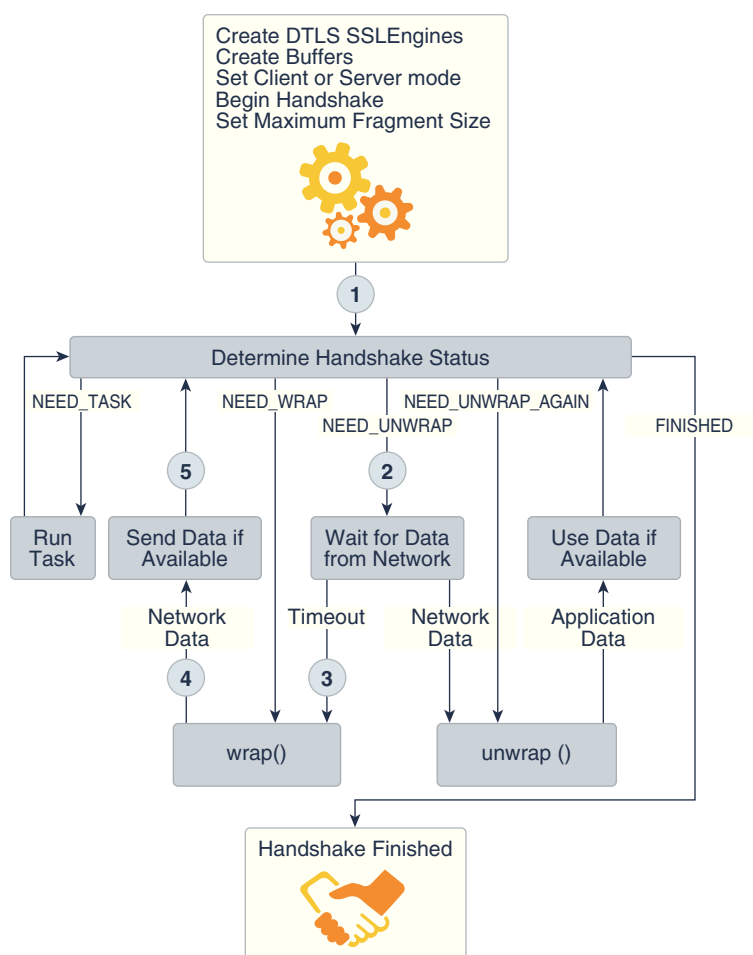 Create DTLS SSLEngines
Create Buffers
Set Client or Server mode
Begin Handshake
Set Maximum Fragment Size
1
Determine Handshake Status
NEED_TASK
NEED_WRAP
NEED_UNWRAP
NEED_UNWRAP_AGAIN
FINISHED
5
2
Run
Task
Send Data if
Available
Wait for Data
from Network
Use Data if
Available
Network
Data
Timeout
Network
Data
Application
Data
4
3
wrap()
unwrap ()
Handshake Finished